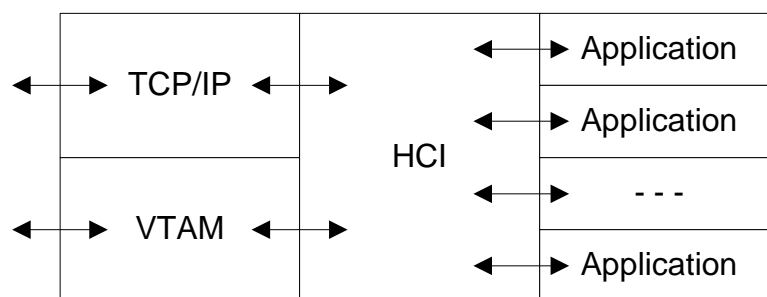 TCP/IP
VTAM
HCI
Application
Application
- - -
Application